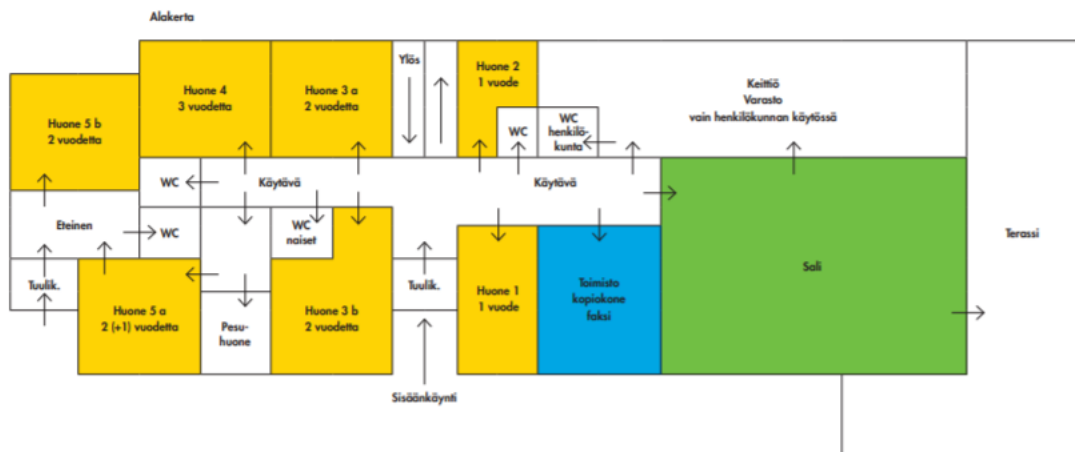 Alakerta
Ylös
Huone 2
1 vuode
Huone 4
3 vuodetta
Huone 3 a
2 vuodetta
Keittiö
Varasto
vain henkilökunnan käytössä
Huone 5 b
2 vuodetta
WC
WC
henkilö-
kunta
WC
Käytävä
Käytävä
Eteinen
WC
WC
naiset
Terassi
Sali
Tuulik.
Tuulik.
Huone 1
1 vuode
Toimisto
kopiokone
faksi
Huone 5 a
2 (+1) vuodetta
Pesu-
huone
Huone 3 b
2 vuodetta
Sisäänkäynti